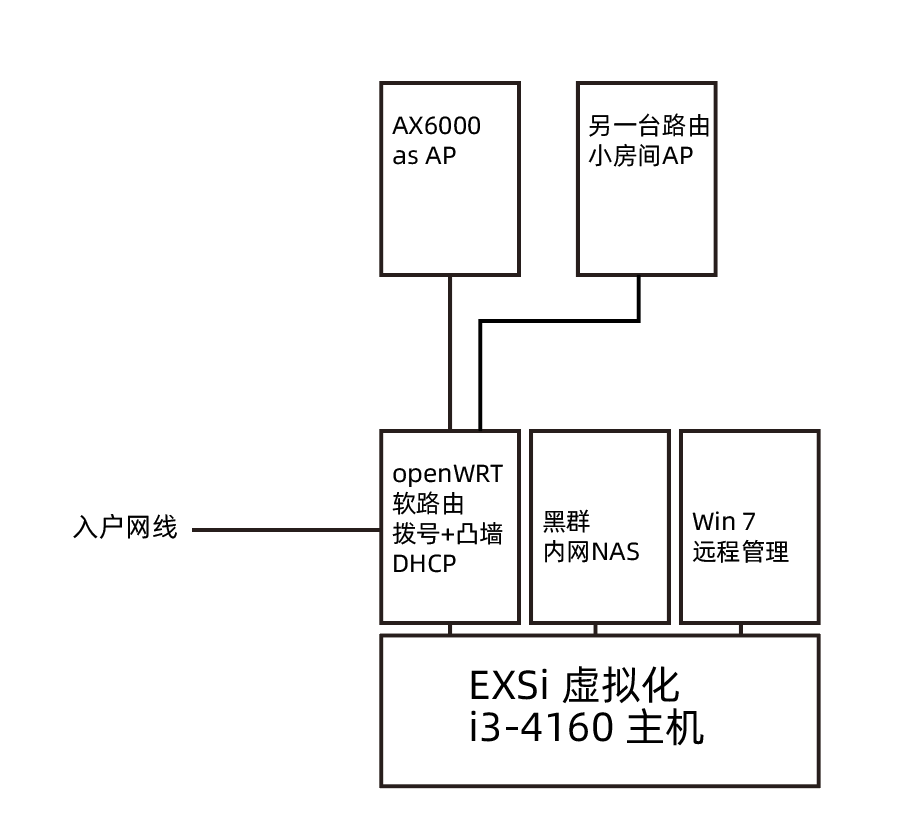 AX6000
as AP
另一台路由
小房间AP
入户网线
openWRT
软路由
拨号+凸墙
DHCP
黑群
内网NAS
Win 7
远程管理
EXSi 虚拟化
i3-4160 主机